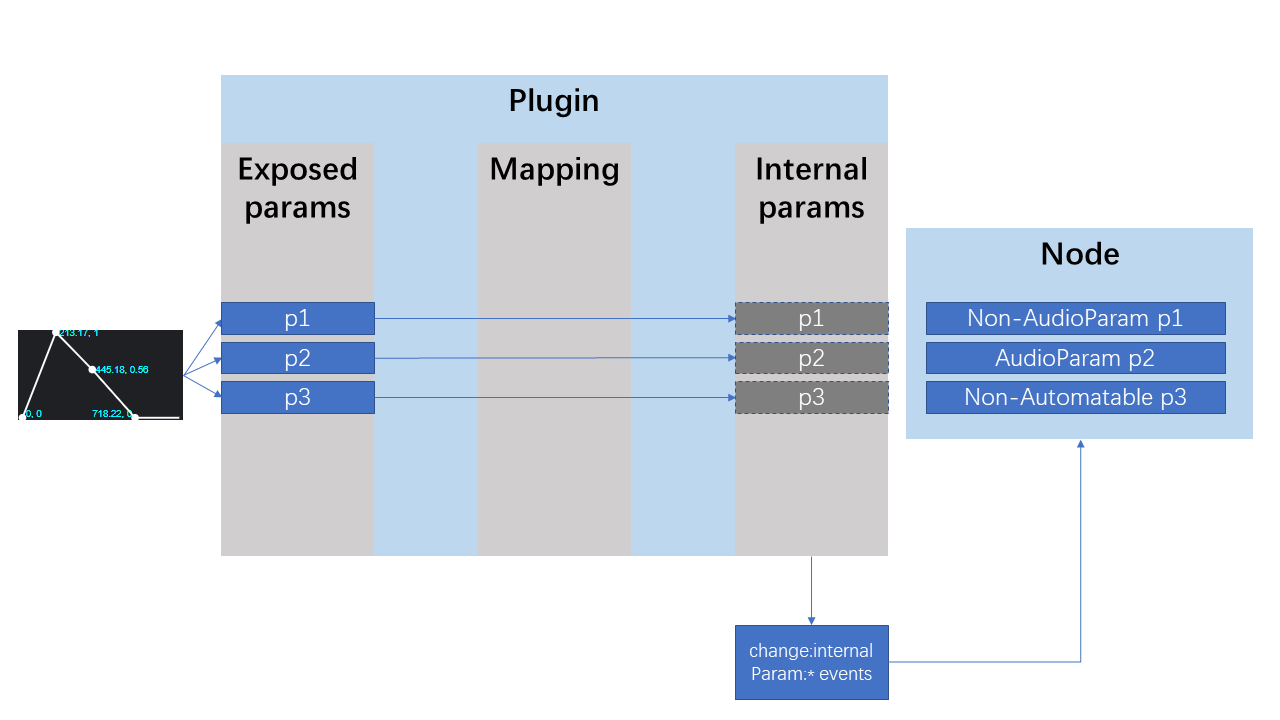 Plugin
Exposed
params
Mapping
Internal
params
Node
p1
p2
p3
p1
p2
p3
Non-AudioParam p1
AudioParam p2
Non-Automatable p3
213.17, 1
445.18, 0.56
0, 0
718.22, 0
change:internal
Param:* events